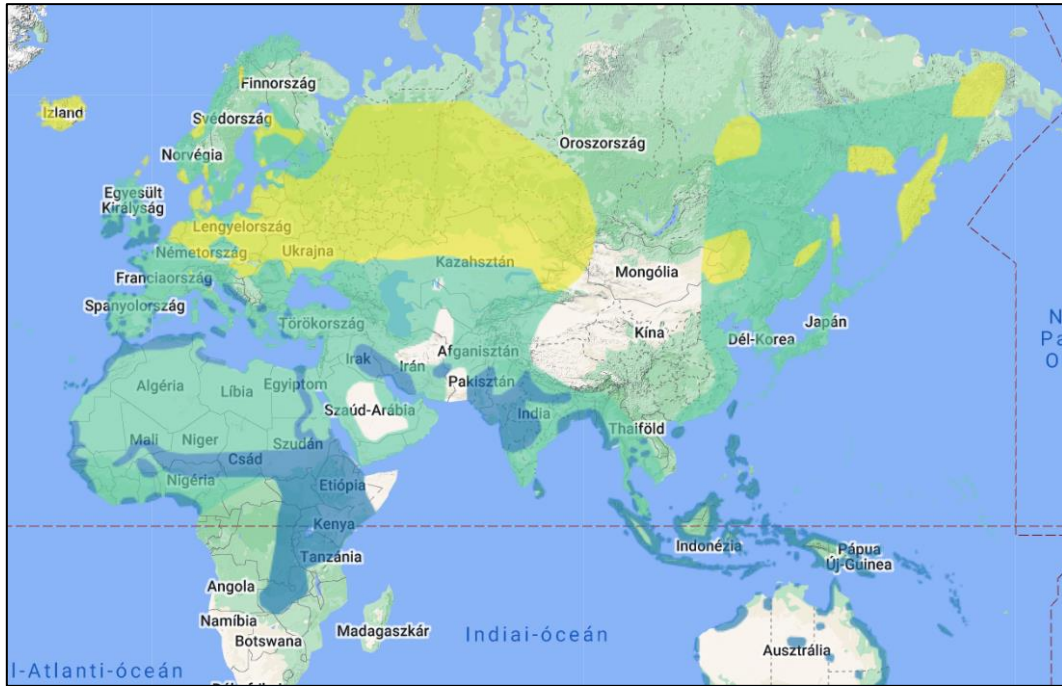 Izland
Finnország
Svédország
Norvégia
Oroszország
Egyesült
Királyság
Lengyelország
Németország
Ukrajna
Franciaország
Kazahsztán
Mongólia
Spanyolország
Törökország
Japán
Dél-Korea
Kína
Afganisztán
Irak
Irán
Algéria
Líbia
Egyiptom
Pakisztán
India
Szaúd-Arábia
Thaiföld
Mali
Niger
Szudán
Csád
Nigéria
Etiópia
Kenya
Indonézia
Pápua
Új-Guinea
Tanzánia
Angola
Namíbia
Botswana
Madagaszkár
Indiai-óceán
Ausztrália
l-Atlanti-óceán